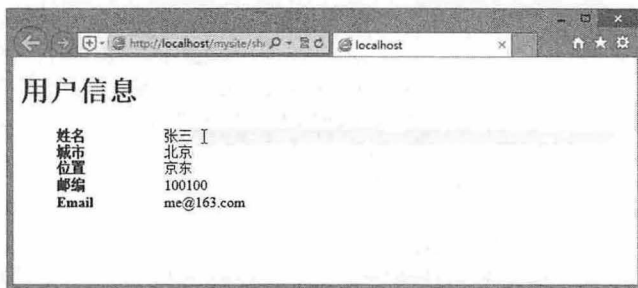 http://localhost/mysite/sh
localhost
用户信息
姓名 张三
城市 北京
位置 京东
邮编 100100
Email me@163.com